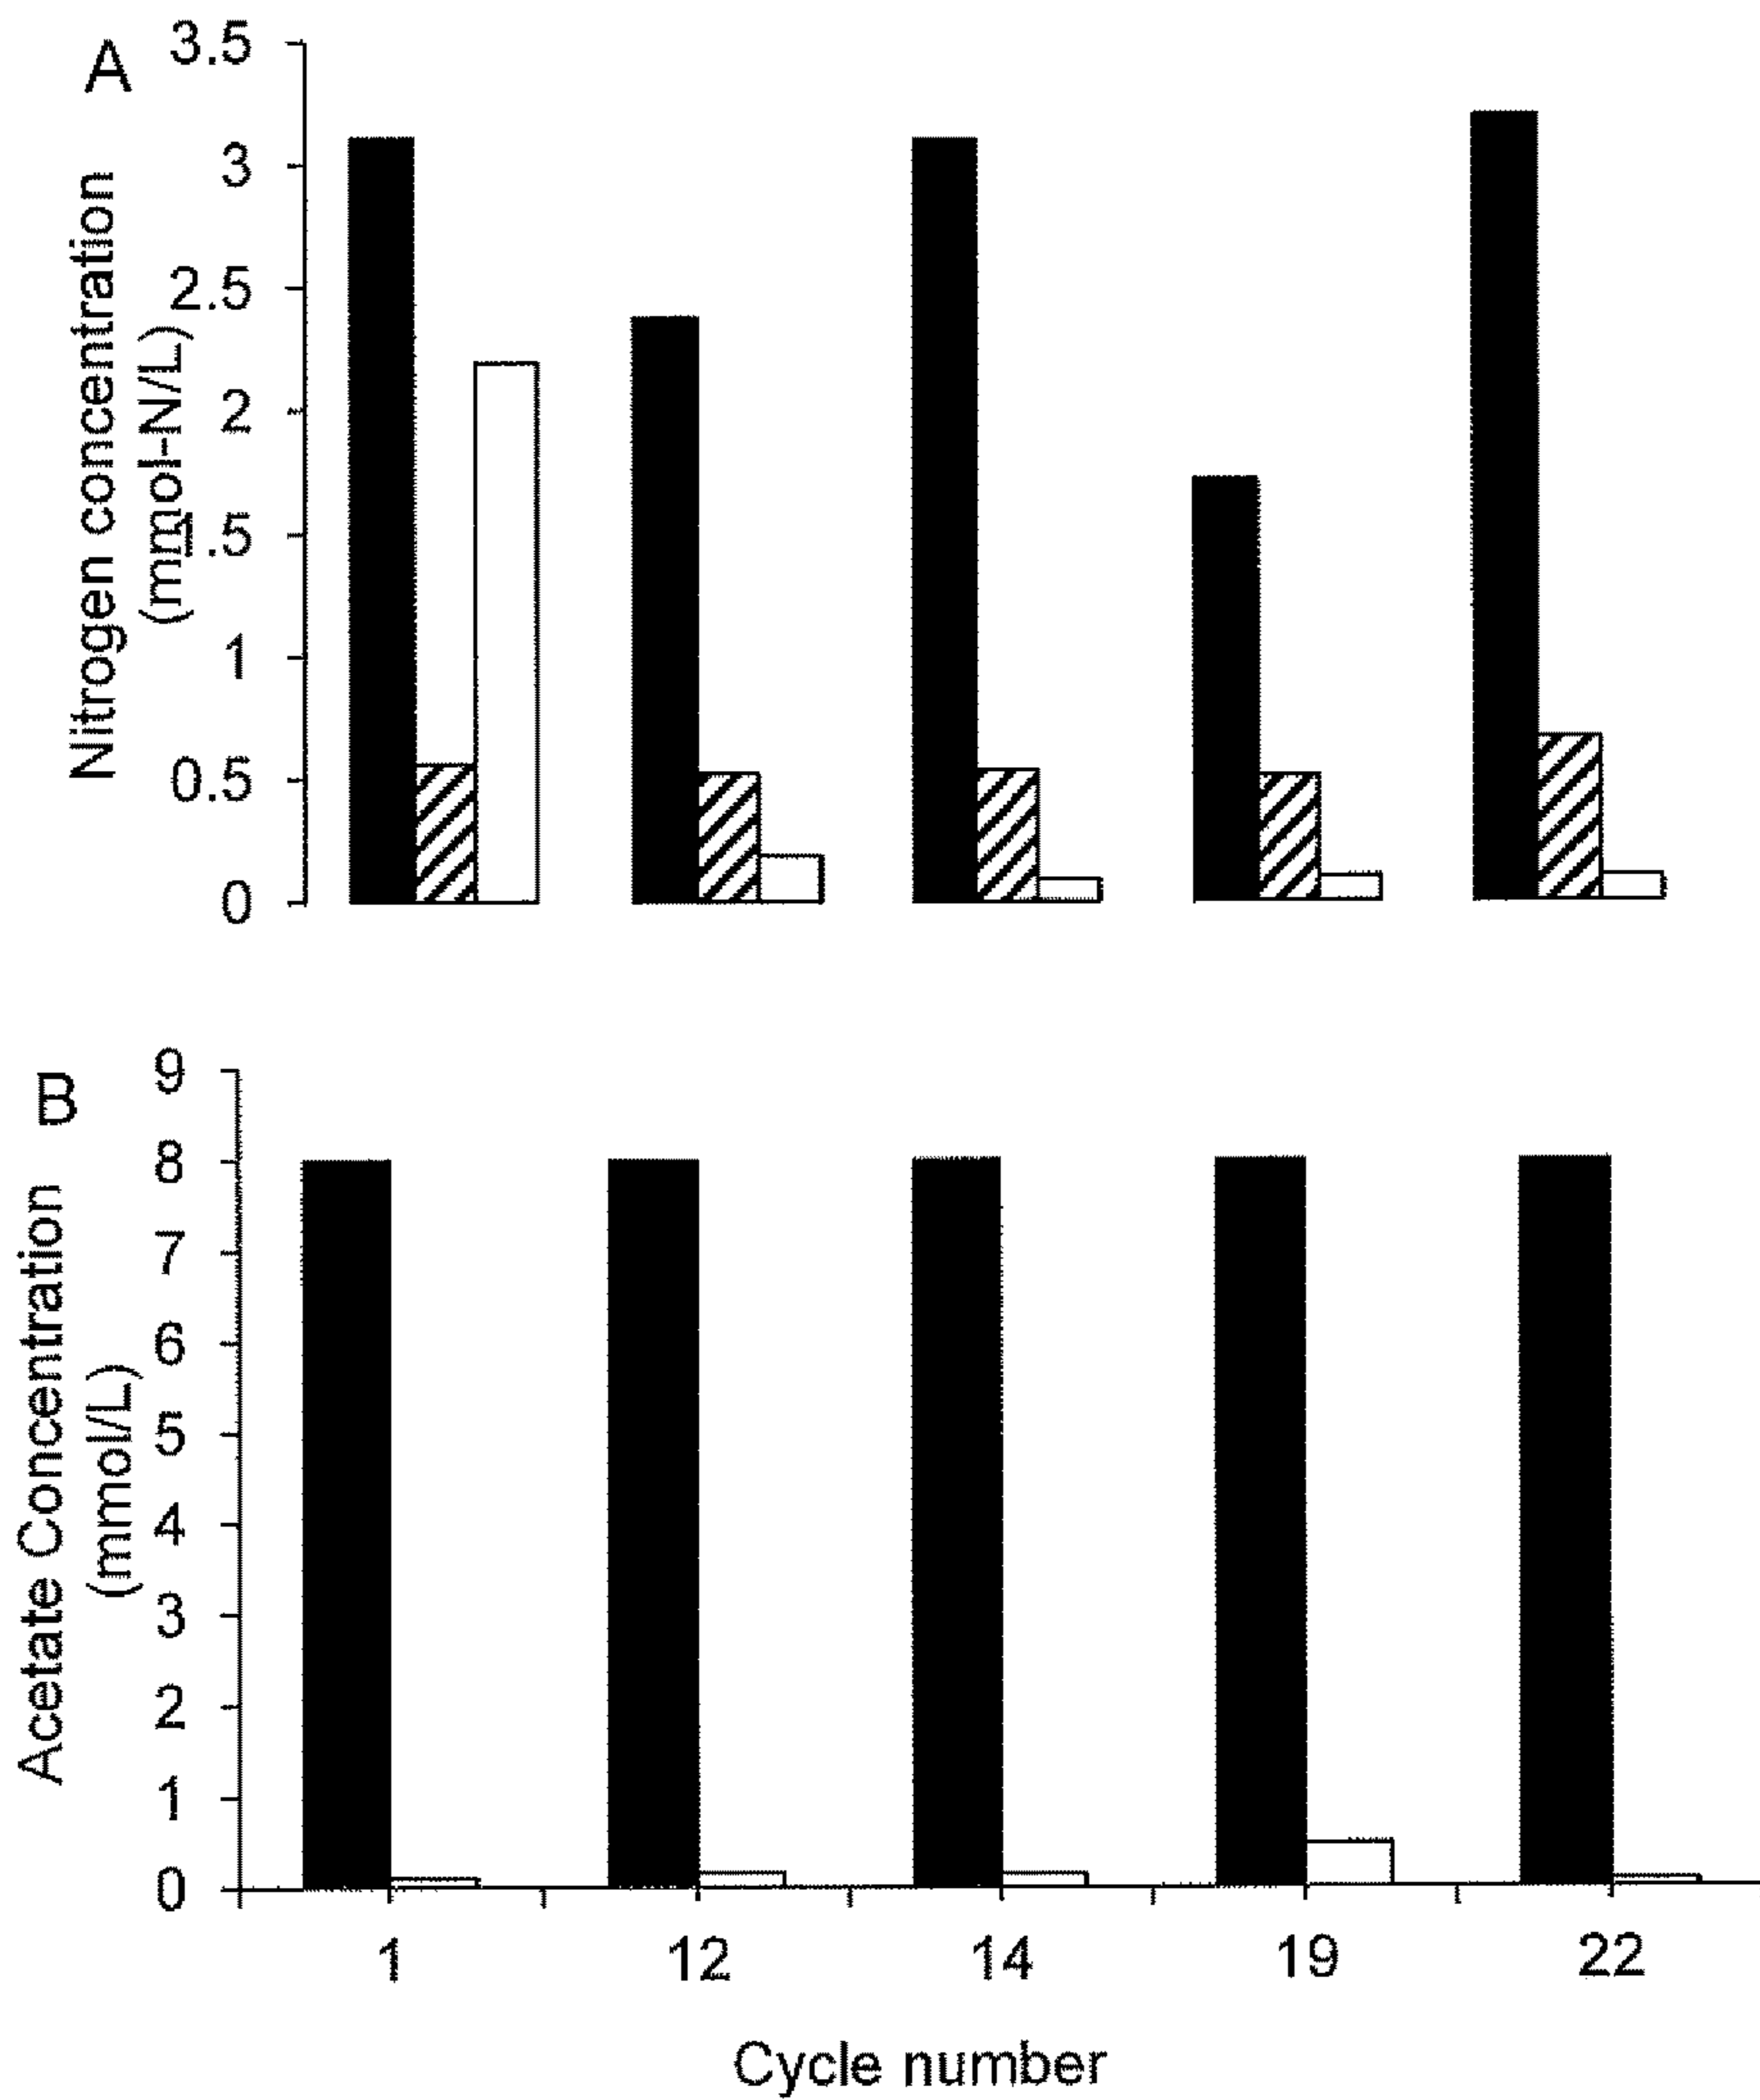 A
3.5
3
2.5
2
1.5
1
0.5
0
Nitrogen concentration
(mmol-N/L)
B
9
8
7
6
5
4
3
2
1
0
Acetate Concentration
(mmol/L)
1 12 14 19 22
Cycle number